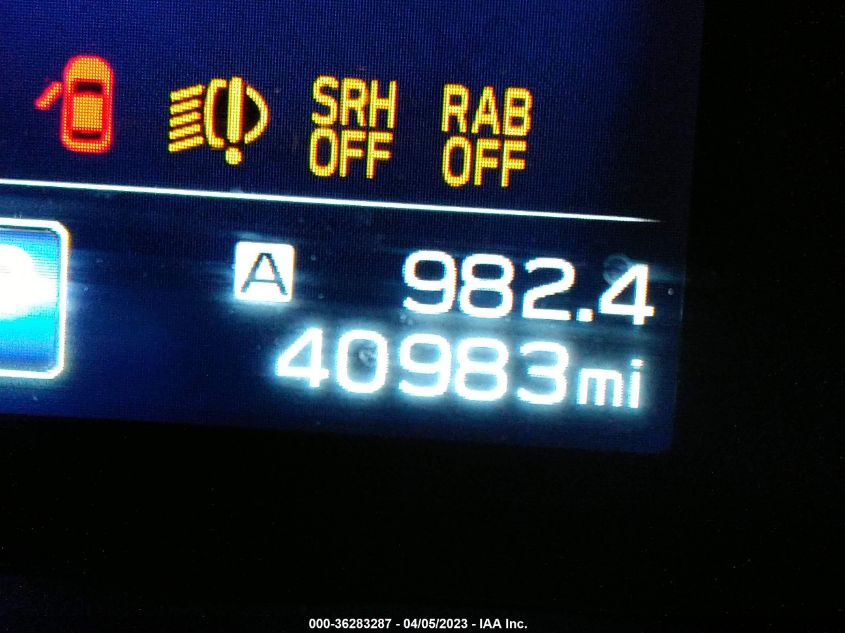 SRH RAB
OFF OFF
A 982.4
40983mi
000-36283287 - 04/05/2023 - IAA Inc.